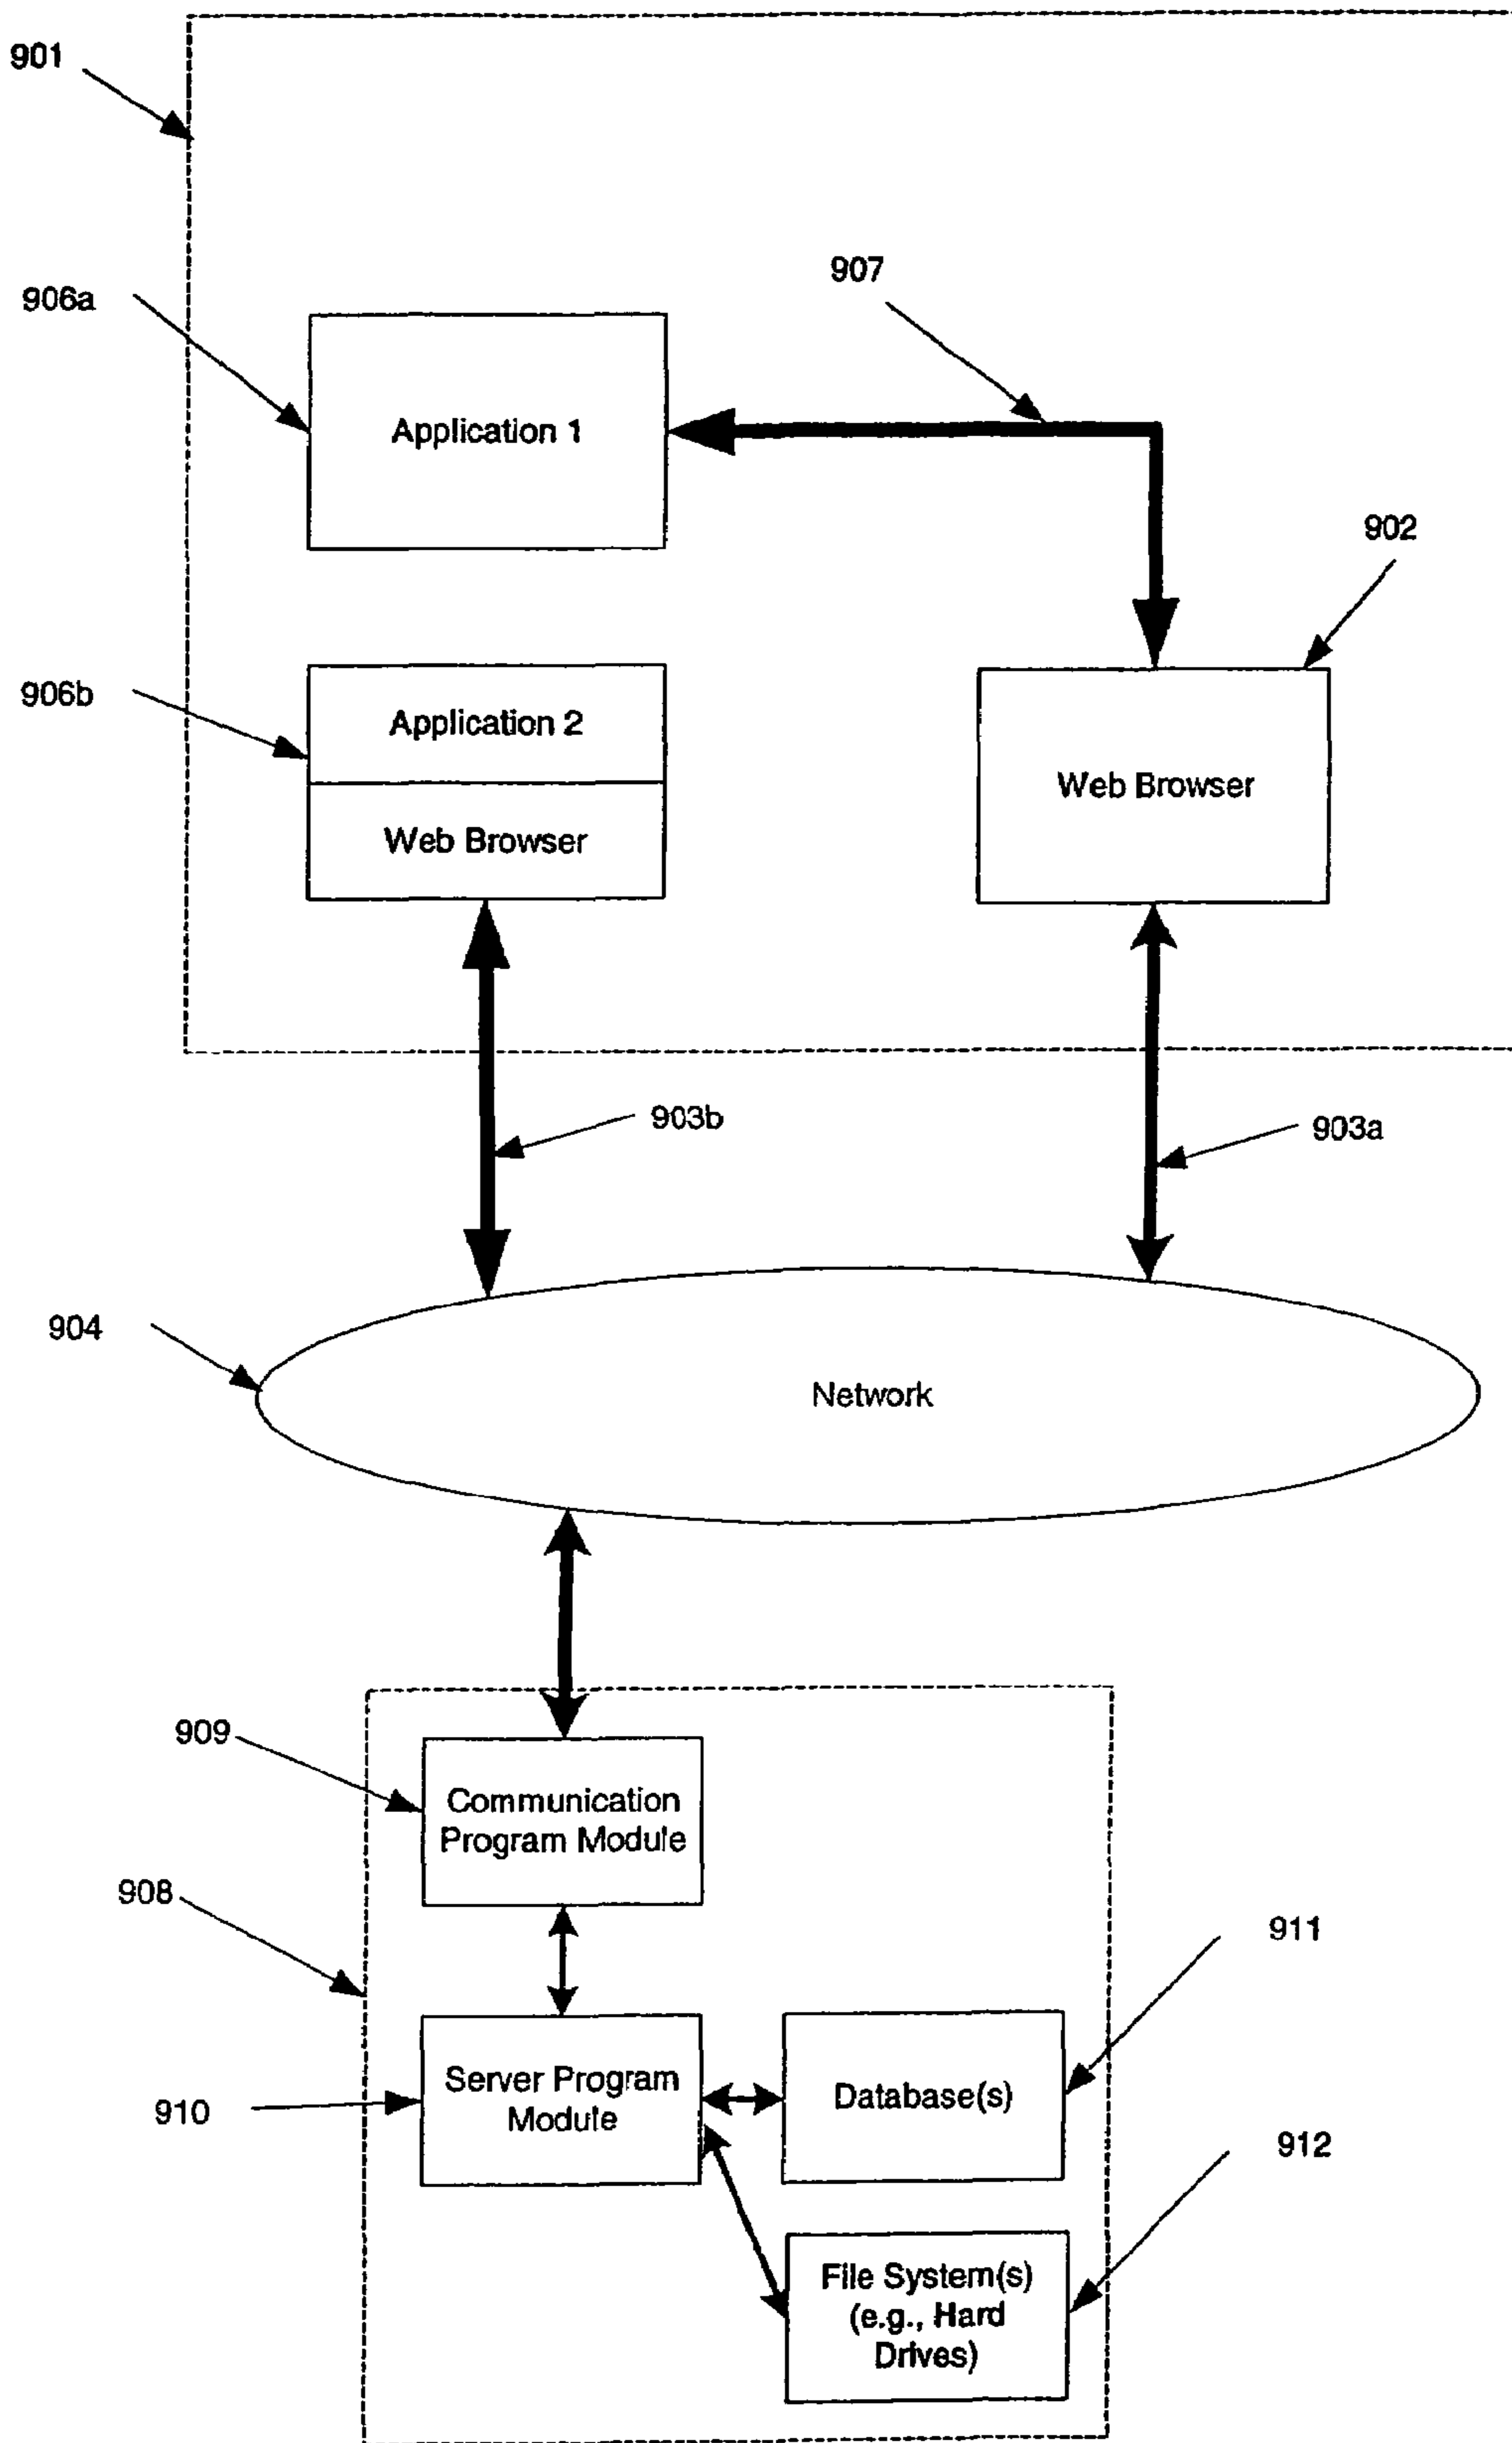 901
907
906a
Application 1
902
906b
Application 2
Web Browser
Web Browser
903b
903a
904
Network
909
Communication
Program Module
908
911
Server Program
Module
910
Database(s)
912
File System(s)
(e.g., Hard
Drives)